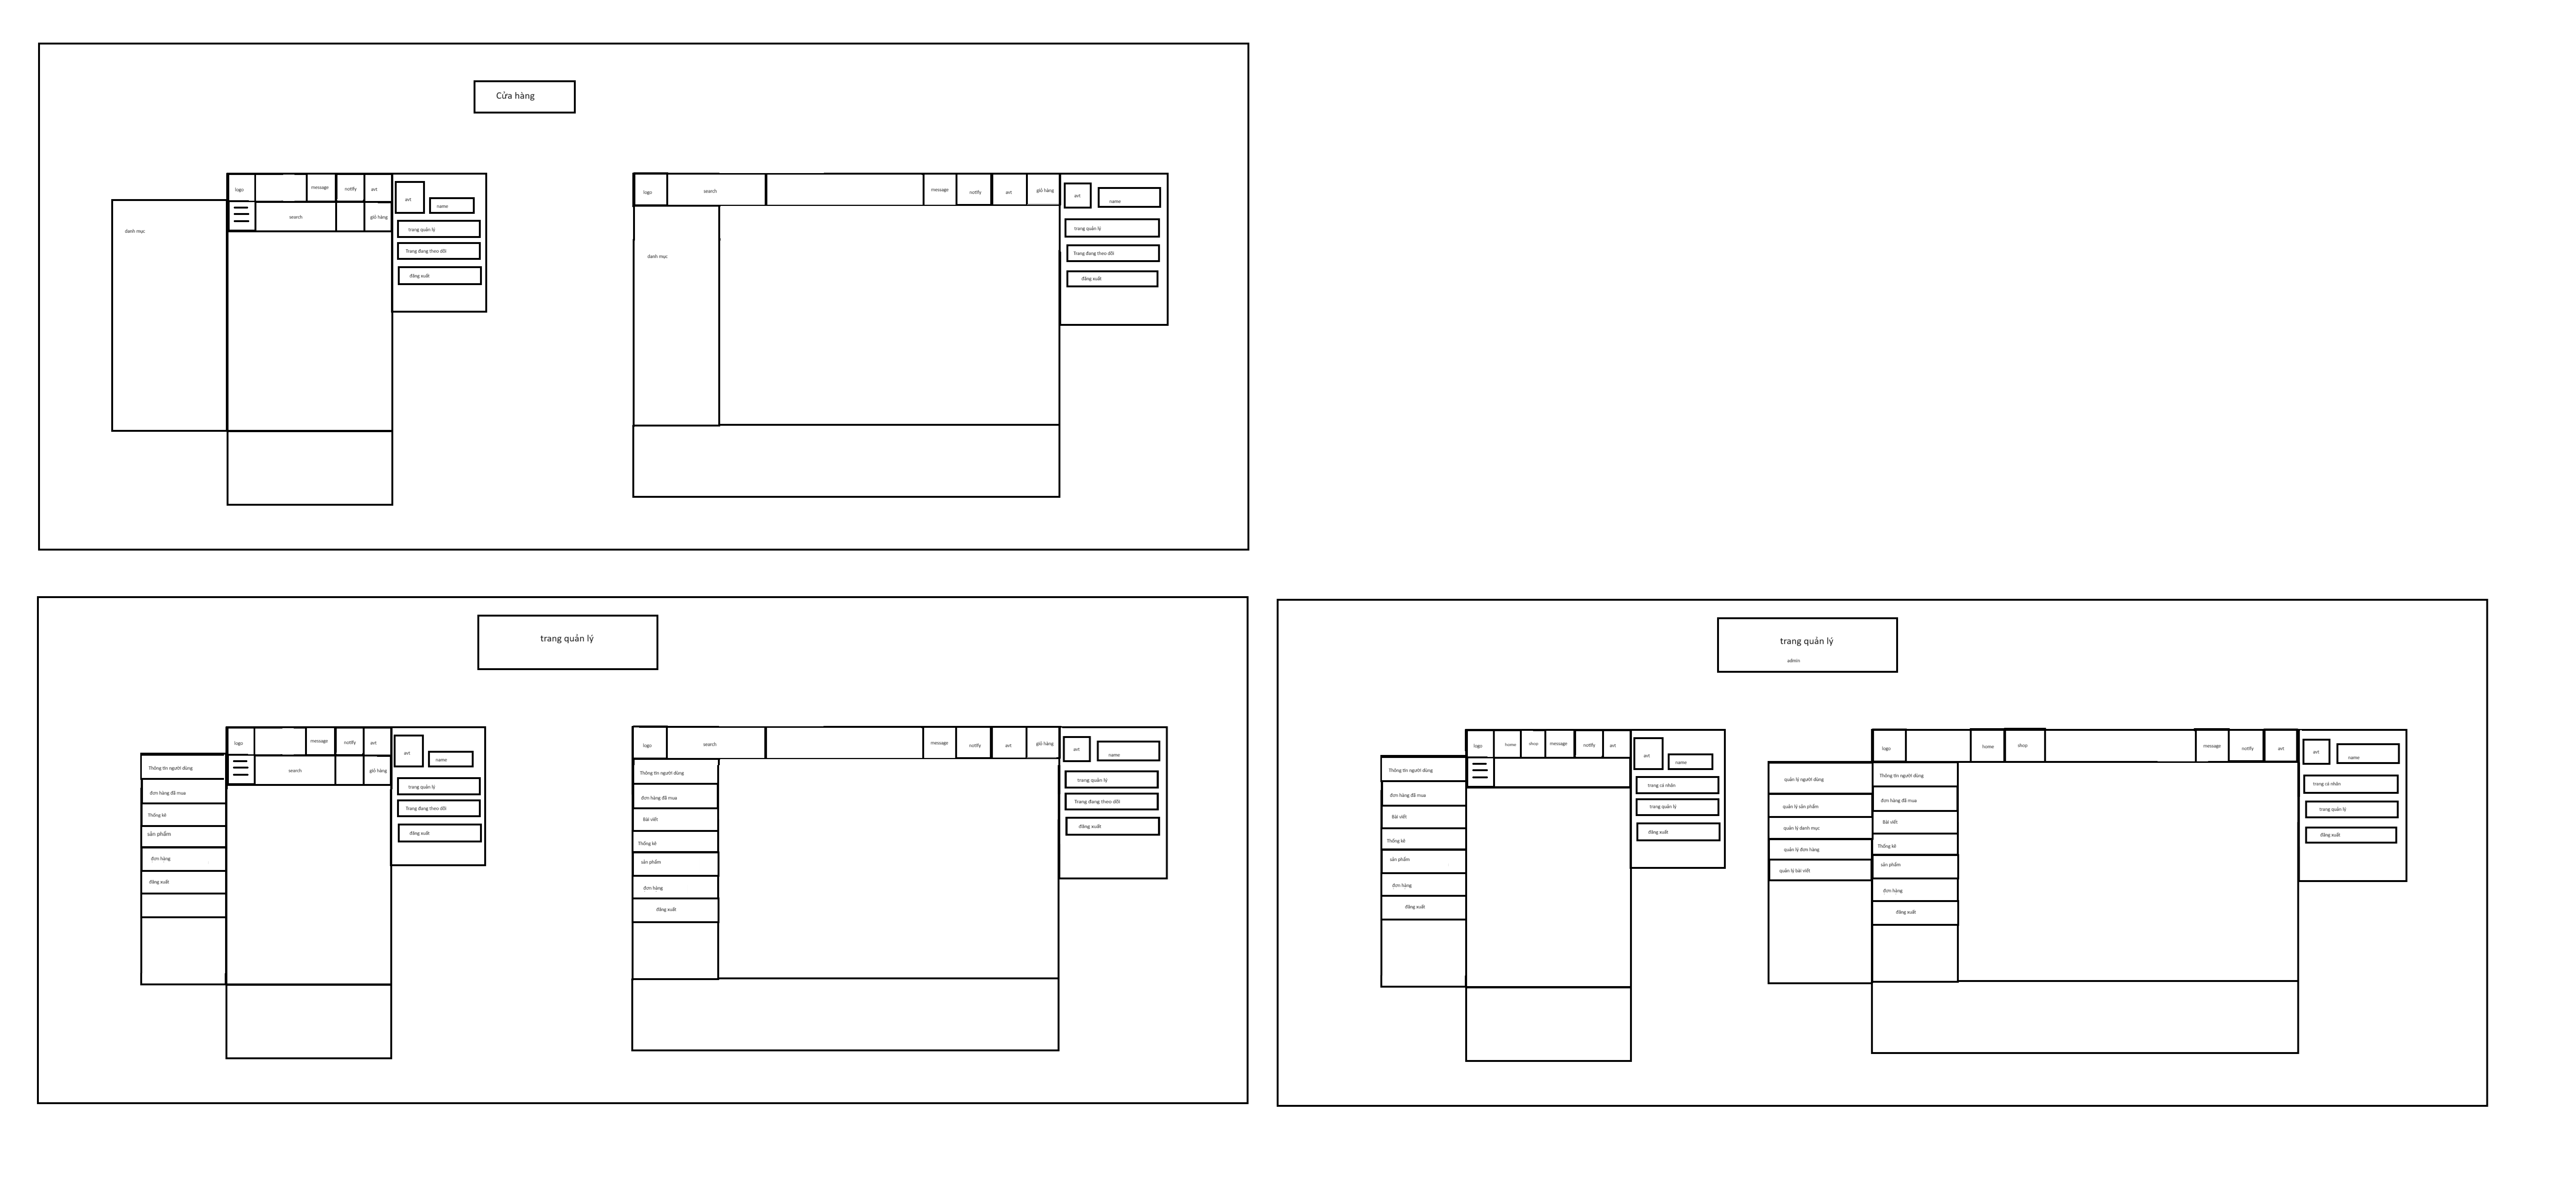 Cửa hàng
logo
message
notify
avt
search
giỏ hàng
danh mục
avt
name
trang quản lý
Trang đang theo dõi
đăng xuất
logo
search
message
notify
avt
giỏ hàng
danh mục
avt
name
trang quản lý
Trang đang theo dõi
đăng xuất
trang quản lý
logo
message
notify
avt
search
giỏ hàng
Thông tin người dùng
đơn hàng đã mua
Thống kê
sản phẩm
đơn hàng
đăng xuất
avt
name
trang quản lý
Trang đang theo dõi
đăng xuất
logo
search
message
notify
avt
giỏ hàng
Thông tin người dùng
đơn hàng đã mua
Bài viết
Thống kê
sản phẩm
đơn hàng
đăng xuất
avt
name
trang quản lý
Trang đang theo dõi
đăng xuất
trang quản lý
admin
logo
home
shop
message
notify
avt
Thông tin người dùng
đơn hàng đã mua
Bài viết
Thống kê
sản phẩm
đơn hàng
đăng xuất
avt
name
trang cá nhân
trang quản lý
đăng xuất
logo
home
shop
message
notify
avt
quản lý người dùng
quản lý sản phẩm
quản lý danh mục
quản lý đơn hàng
quản lý bài viết
Thông tin người dùng
đơn hàng đã mua
Bài viết
Thống kê
sản phẩm
đơn hàng
đăng xuất
avt
name
trang cá nhân
trang quản lý
đăng xuất